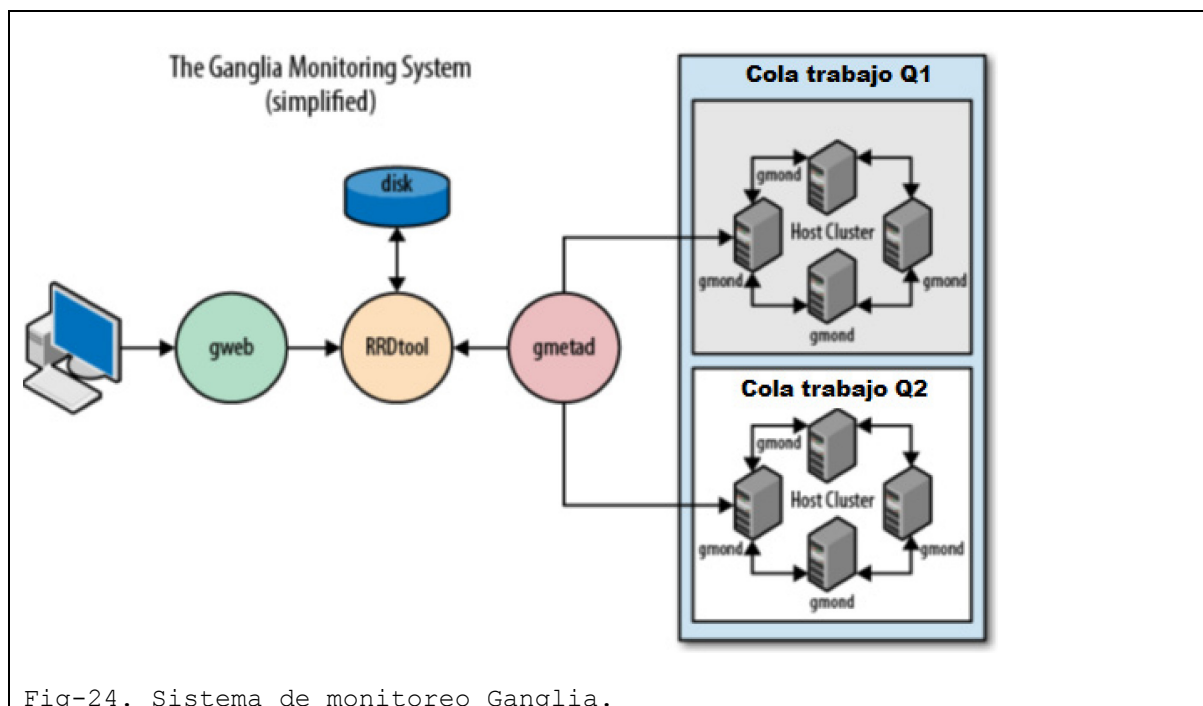 The Ganglia Monitoring System
(simplified)
disk
gweb
RRDtool
gmetad
Cola trabajo Q1
gmond
Host Cluster
gmond
gmond
gmond
Cola trabajo Q2
gmond
Host Cluster
gmond
gmond
gmond
Fig-24. Sistema de monitoreo Ganglia.